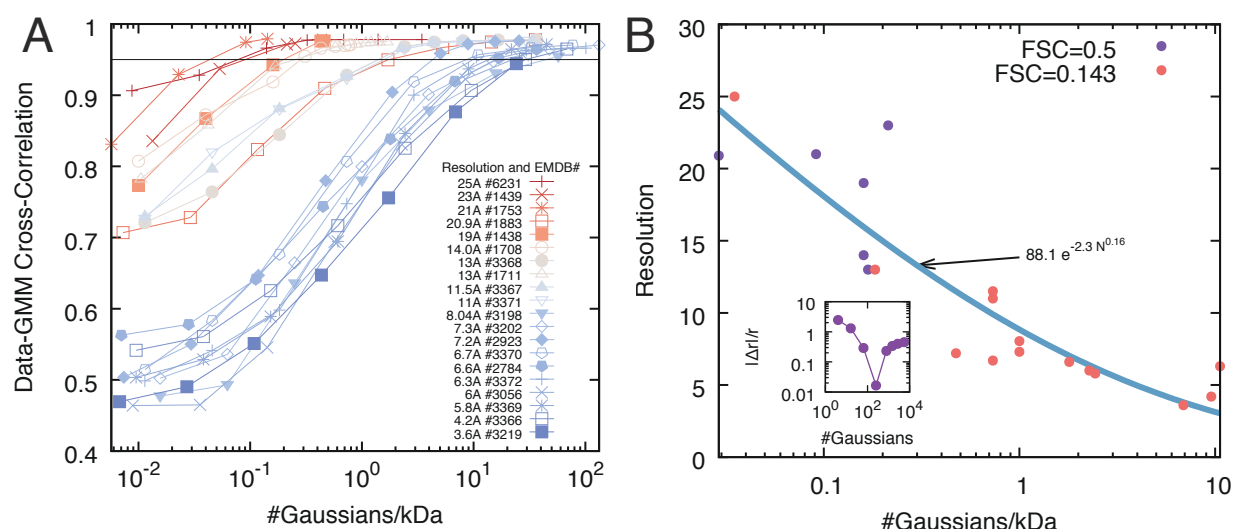 A
Data-GMM Cross-Correlation
1
0.9
0.8
0.7
0.6
0.5
0.4
10^-2
10^-1
10^0
10^1
10^2
#Gaussians/kDa
Resolution and EMDB#
25A #6231
23A #1439
21A #1753
20.9A #1883
19A #1438
14.0A #1708
13A #3368
13A #1711
11.5A #3367
11A #3371
8.04A #3198
7.3A #3202
7.2A #2923
6.7A #3370
6.6A #2784
6.3A #3372
6A #3056
5.8A #3369
4.2A #3366
3.6A #3219
B
Resolution
30
25
20
15
10
5
0
0.1
1
10
#Gaussians/kDa
FSC=0.5
FSC=0.143
88.1 e^-2.3 N^0.16
|Δr|/r
10
1
0.1
0.01
10^0
10^2
10^4
#Gaussians